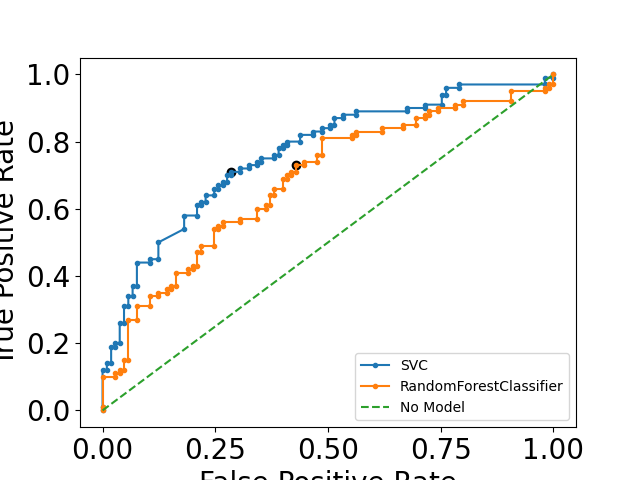 True Positive Rate
1.0
0.8
0.6
0.4
0.2
0.0
0.00 0.25 0.50 0.75 1.00
False Positive Rate
SVC
RandomForestClassifier
No Model